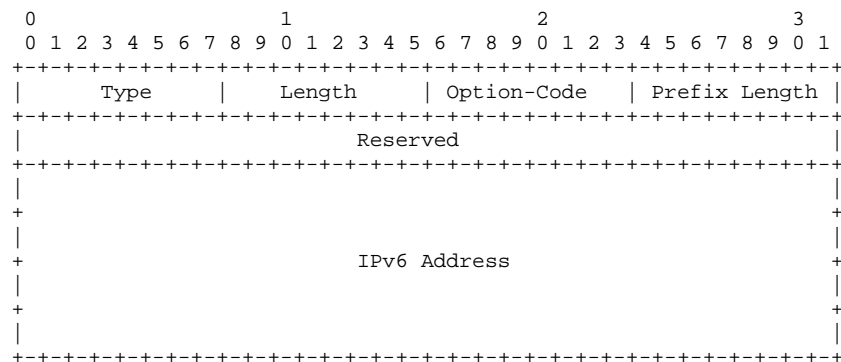 0                   1                   2                   3
0 1 2 3 4 5 6 7 8 9 0 1 2 3 4 5 6 7 8 9 0 1 2 3 4 5 6 7 8 9 0 1
+-+-+-+-+-+-+-+-+-+-+-+-+-+-+-+-+-+-+-+-+-+-+-+-+-+-+-+-+-+-+-+-+
|      Type     |    Length     | Option-Code   | Prefix Length |
+-+-+-+-+-+-+-+-+-+-+-+-+-+-+-+-+-+-+-+-+-+-+-+-+-+-+-+-+-+-+-+-+
|                          Reserved                             |
+-+-+-+-+-+-+-+-+-+-+-+-+-+-+-+-+-+-+-+-+-+-+-+-+-+-+-+-+-+-+-+-+
|                                                               |
+                                                               +
|                                                               |
+                          IPv6 Address                         +
|                                                               |
+                                                               +
|                                                               |
+-+-+-+-+-+-+-+-+-+-+-+-+-+-+-+-+-+-+-+-+-+-+-+-+-+-+-+-+-+-+-+-+